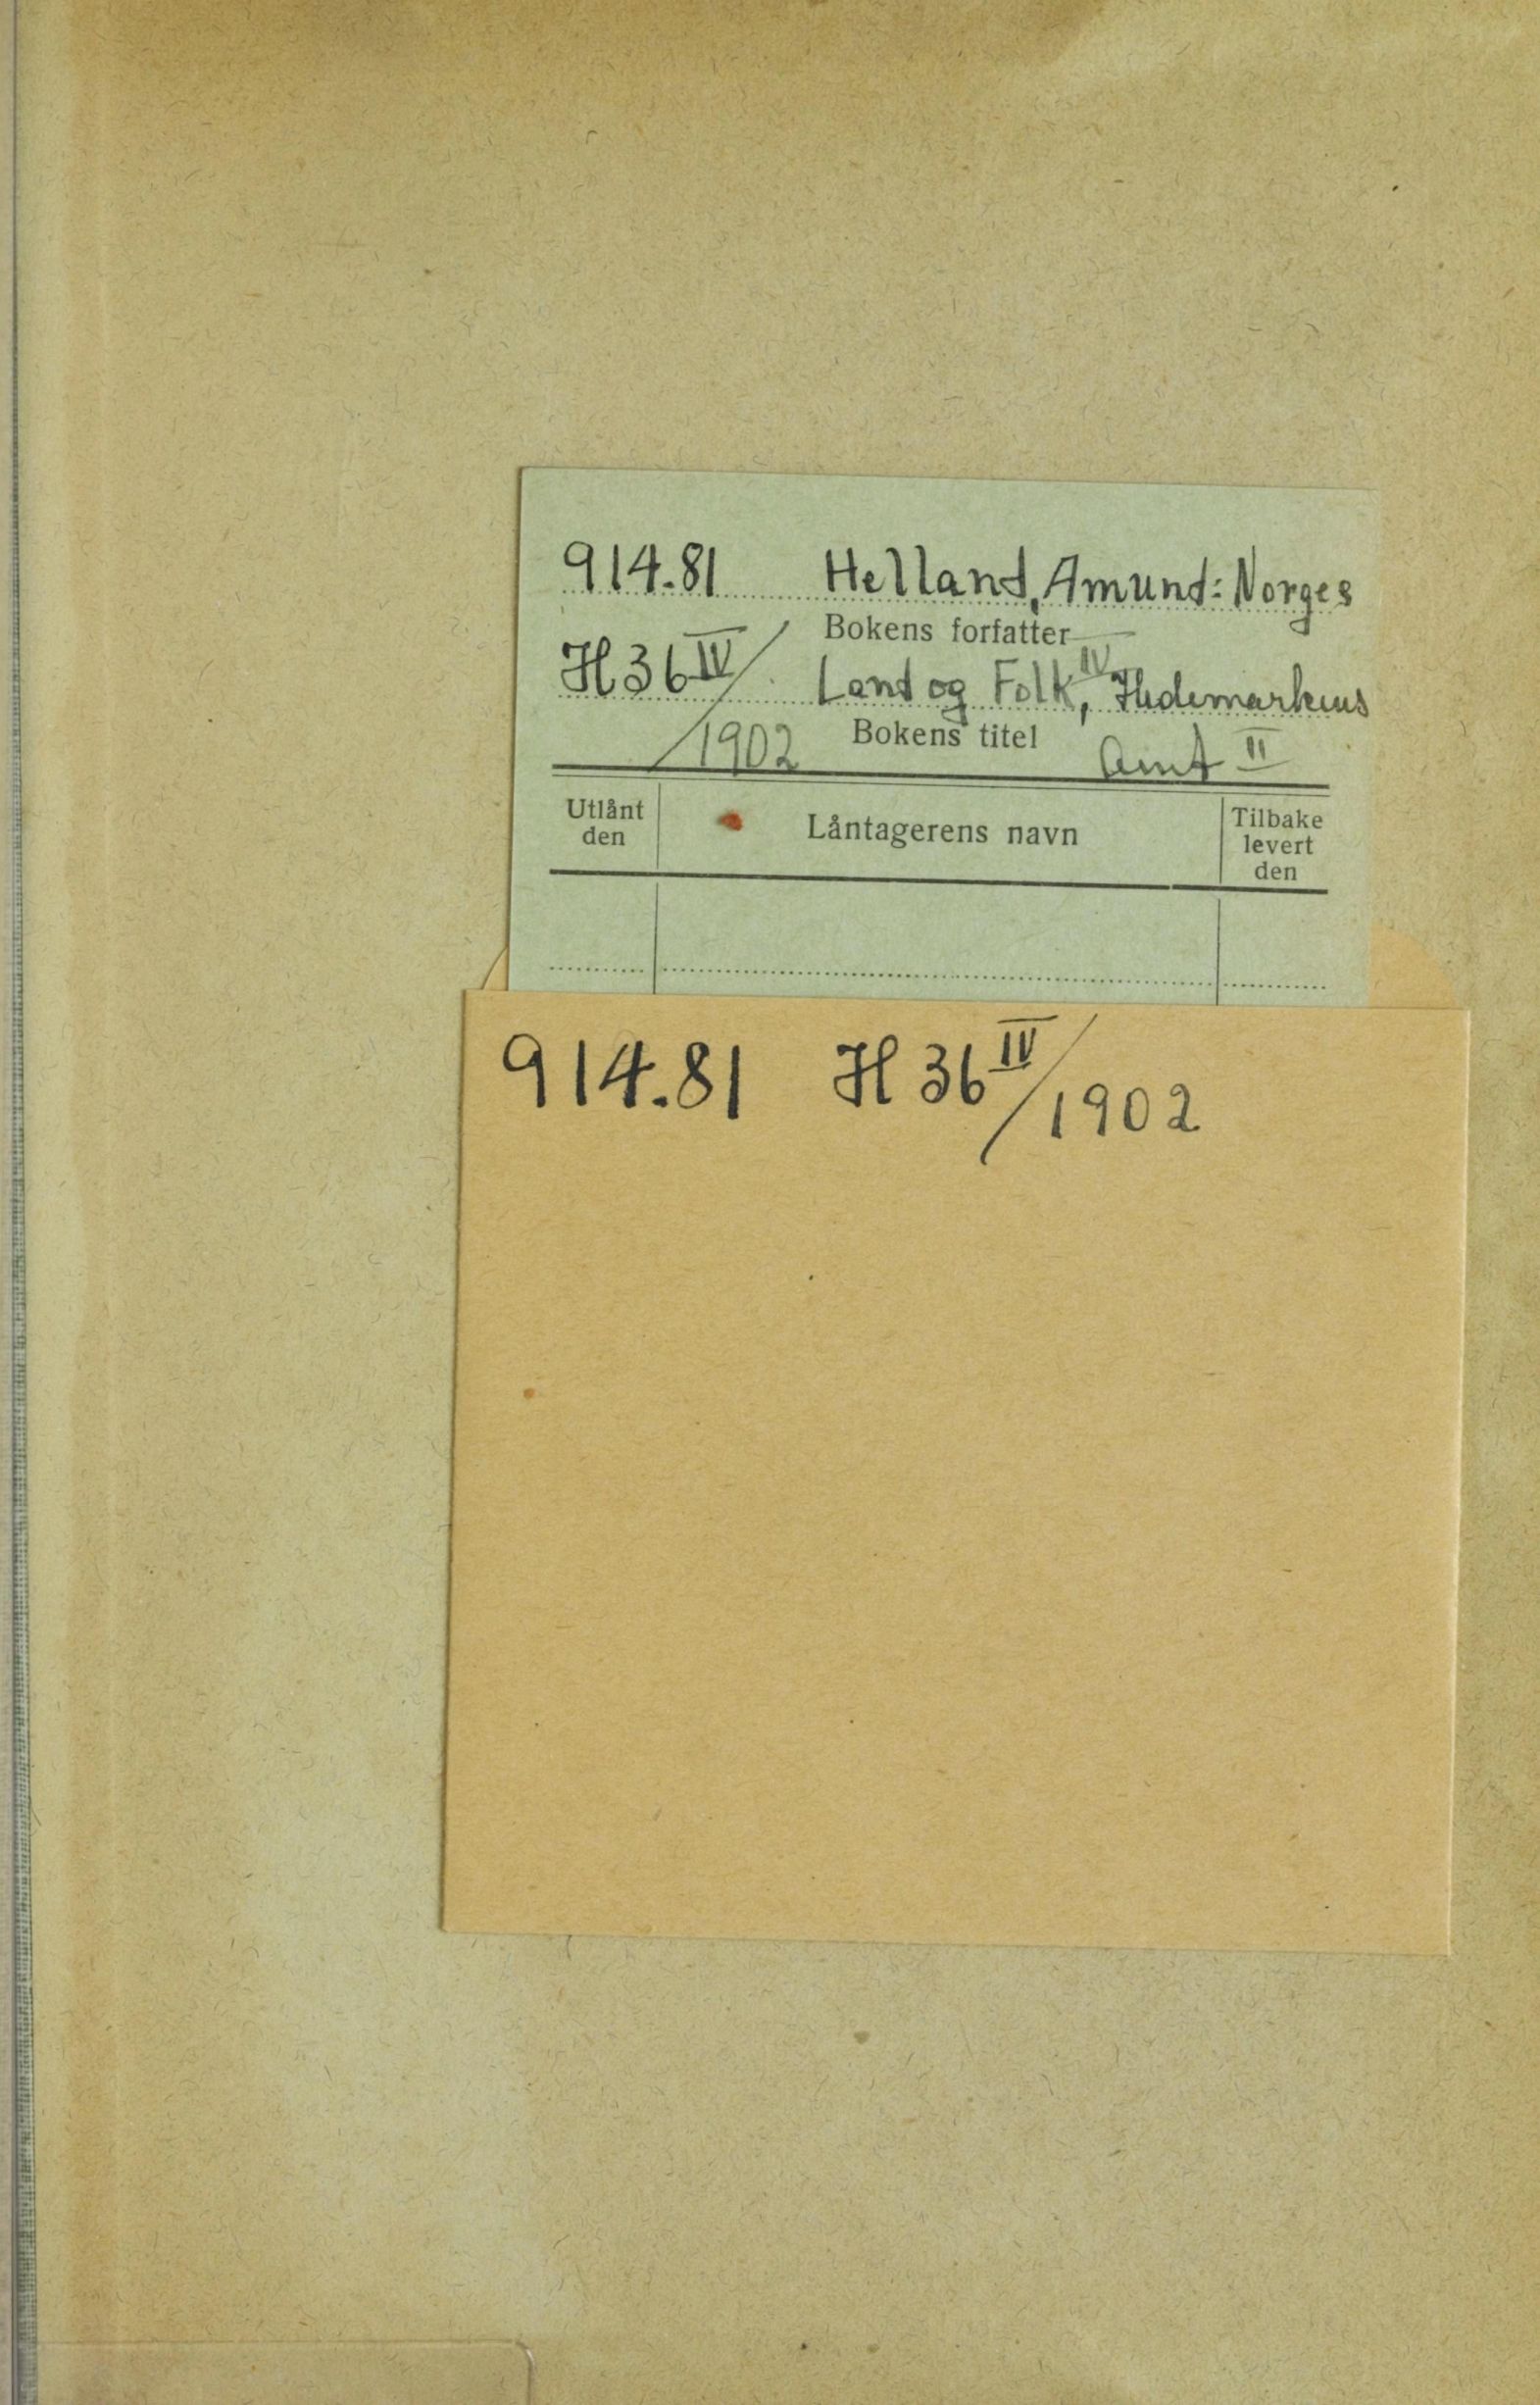 914.81 Helland, Amund: Norges
Bokens forfatter
H 36 IV/ Land og Folk, IV Hedemarkens
/1902 Bokens titel Amt II
Utlånt den Låntagerens navn Tilbake levert den
914.81 H 36 IV/1902